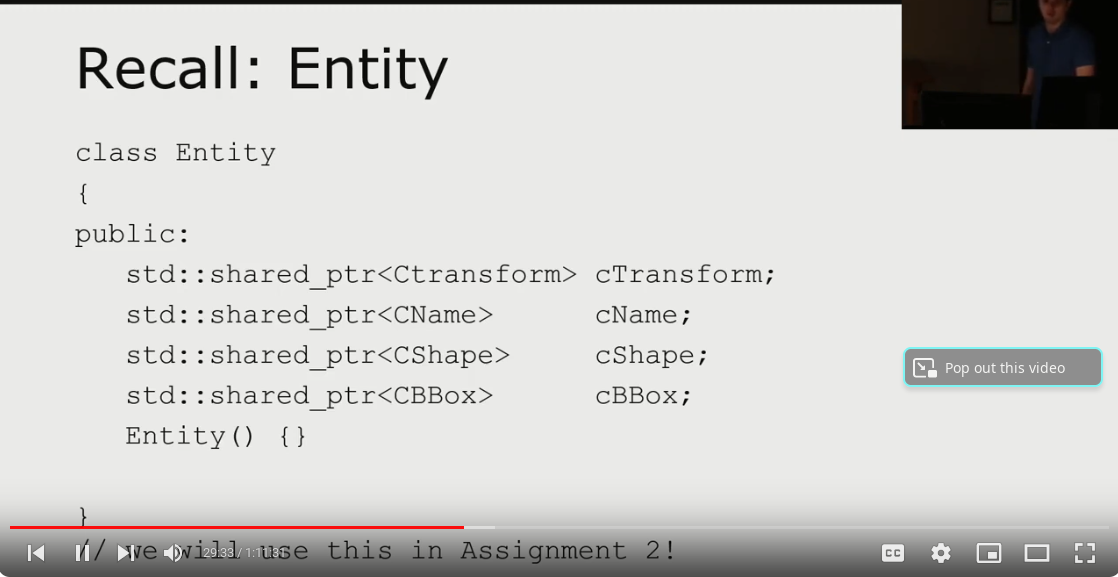 Recall: Entity
class Entity
{
public:
std::shared_ptr<Ctransform> cTransform;
std::shared_ptr<CName> cName;
std::shared_ptr<CShape> cShape;
std::shared_ptr<CBBox> cBBox;
Pop out this video
Entity() {}
}
// we will use this in Assignment 2!
29:33 / 1:11:31
CC